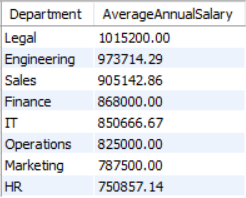 Department AverageAnnualSalary
Legal 1015200.00
Engineering 973714.29
Sales 905142.86
Finance 868000.00
IT 850666.67
Operations 825000.00
Marketing 787500.00
HR 750857.14